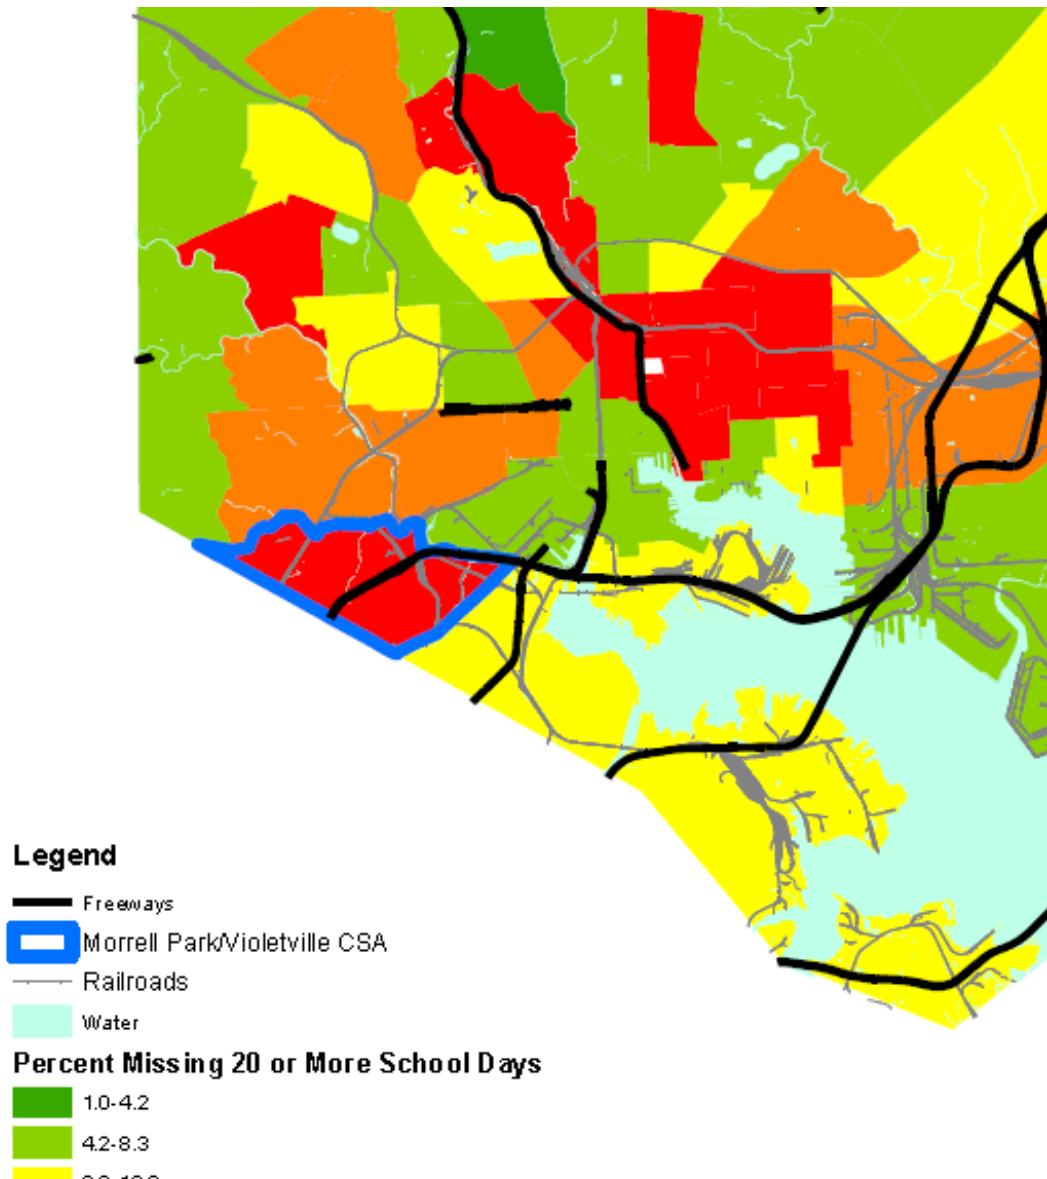 Legend
Freeways
Morrell Park/Violetville CSA
Railroads
Water
Percent Missing 20 or More School Days
1.0-4.2
4.2-8.3